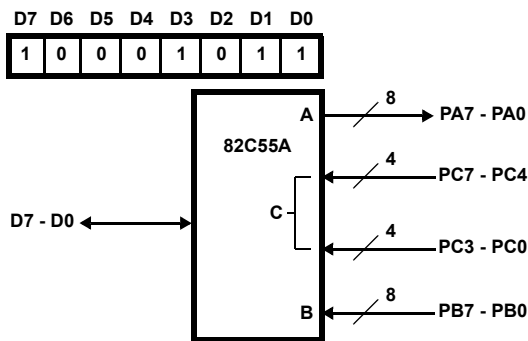 D7 D6 D5 D4 D3 D2 D1 D0
1 0 0 0 1 0 1 1
A 8 PA7 - PA0
82C55A
4 PC7 - PC4
C
D7 - D0
4 PC3 - PC0
B 8 PB7 - PB0